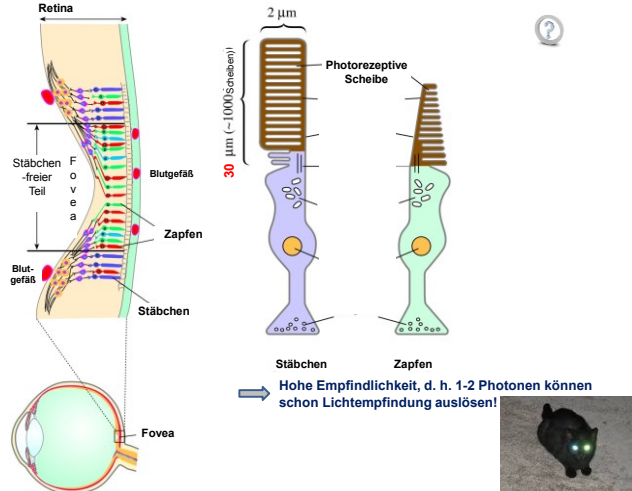 Retina
Stäbchen
-freier
Teil
F
o
v
e
a
Blutgefäß
Zapfen
Blut-
gefäß
Stäbchen
Fovea
2 μm
30 μm (~1000 Scheiben)
Photorezeptive
Scheibe
?
Stäbchen
Zapfen
Hohe Empfindlichkeit, d. h. 1-2 Photonen können
schon Lichtempfindung auslösen!